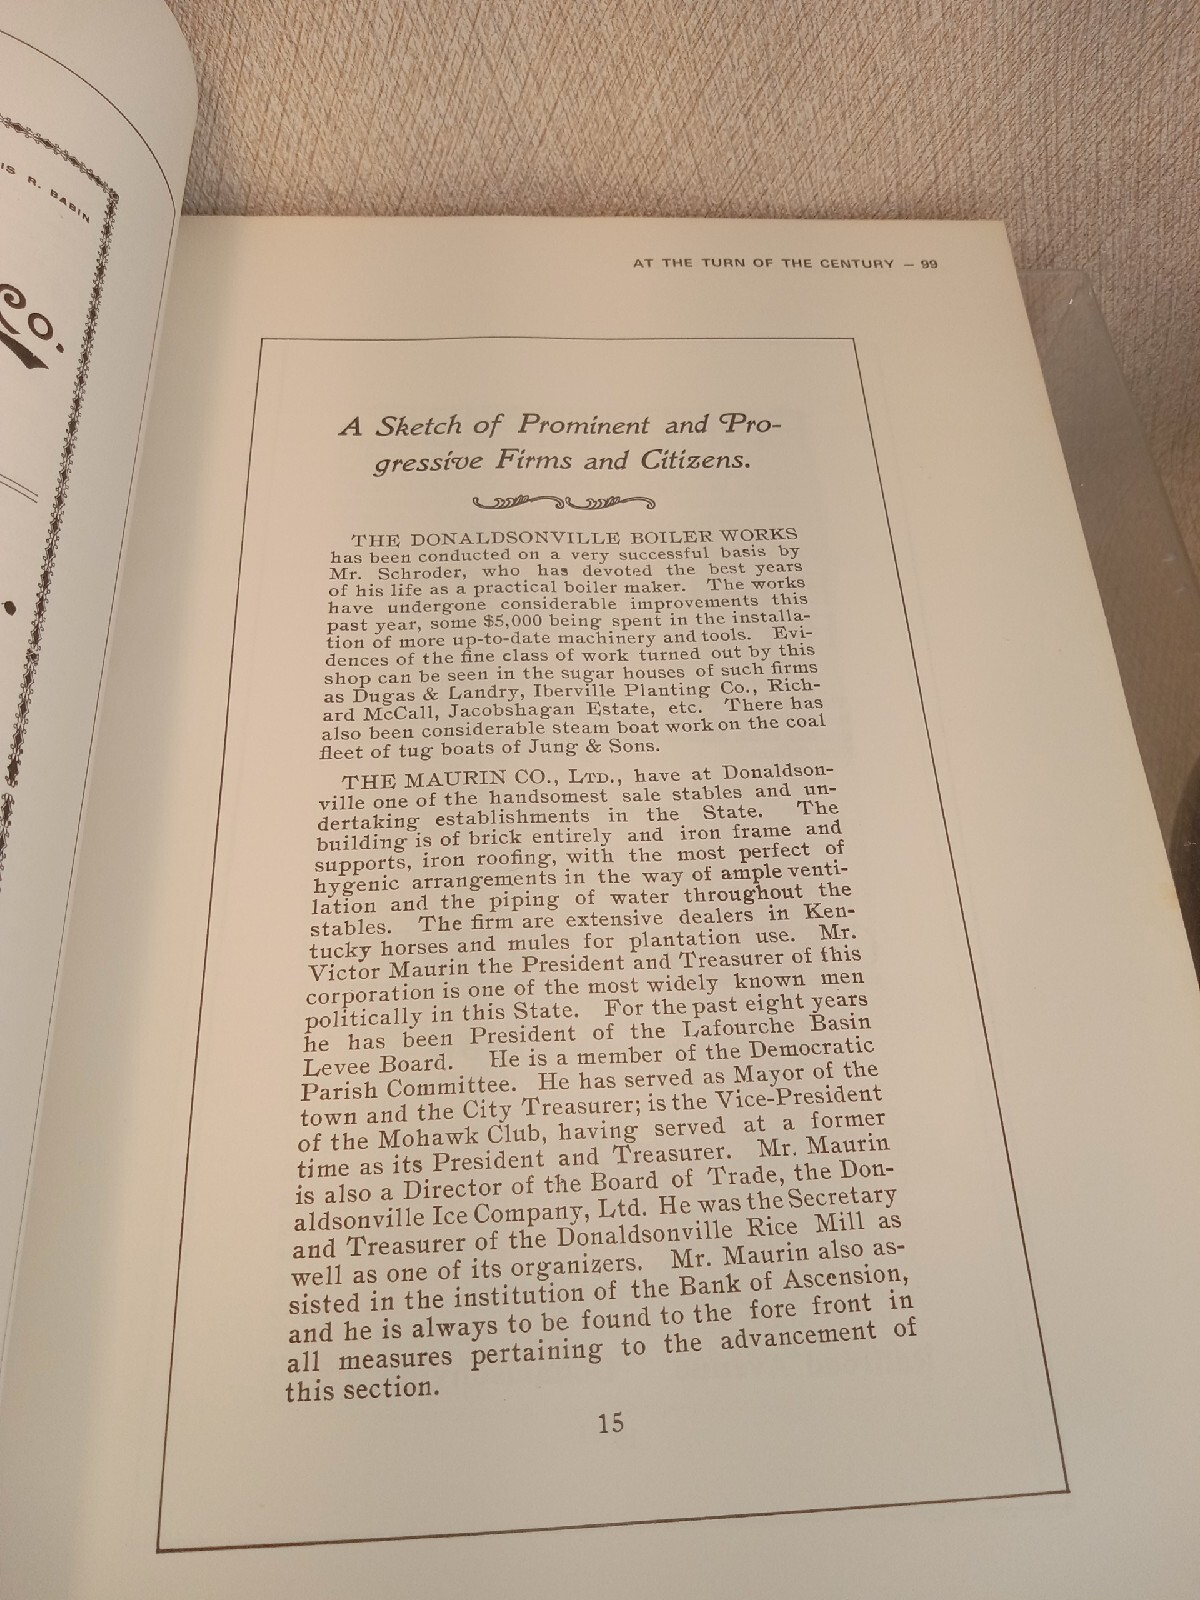 IS R. BABIN
Co.
AT THE TURN OF THE CENTURY — 99
A Sketch of Prominent and Pro-
gressive Firms and Citizens.
THE DONALDSONVILLE BOILER WORKS
has been conducted on a very successful basis by
Mr. Schroder, who has devoted the best years
of his life as a practical boiler maker. The works
have undergone considerable improvements this
past year, some $5,000 being spent in the installa-
tion of more up-to-date machinery and tools. Evi-
dences of the fine class of work turned out by this
shop can be seen in the sugar houses of such firms
as Dugas & Landry, Iberville Planting Co., Rich-
ard McCall, Jacobshagan Estate, etc. There has
also been considerable steam boat work on the coal
fleet of tug boats of Jung & Sons.
THE MAURIN CO., LTD., have at Donaldson-
ville one of the handsomest sale stables and un-
dertaking establishments in the State. The
building is of brick entirely and iron frame and
supports, iron roofing, with the most perfect of
hygenic arrangements in the way of ample venti-
lation and the piping of water throughout the
stables. The firm are extensive dealers in Ken-
tucky horses and mules for plantation use. Mr.
Victor Maurin the President and Treasurer of this
corporation is one of the most widely known men
politically in this State. For the past eight years
he has been President of the Lafourche Basin
Levee Board. He is a member of the Democratic
Parish Committee. He has served as Mayor of the
town and the City Treasurer; is the Vice-President
of the Mohawk Club, having served at a former
time as its President and Treasurer. Mr. Maurin
is also a Director of the Board of Trade, the Don-
aldsonville Ice Company, Ltd. He was the Secretary
and Treasurer of the Donaldsonville Rice Mill as
well as one of its organizers. Mr. Maurin also as-
sisted in the institution of the Bank of Ascension,
and he is always to be found to the fore front in
all measures pertaining to the advancement of
this section.
15